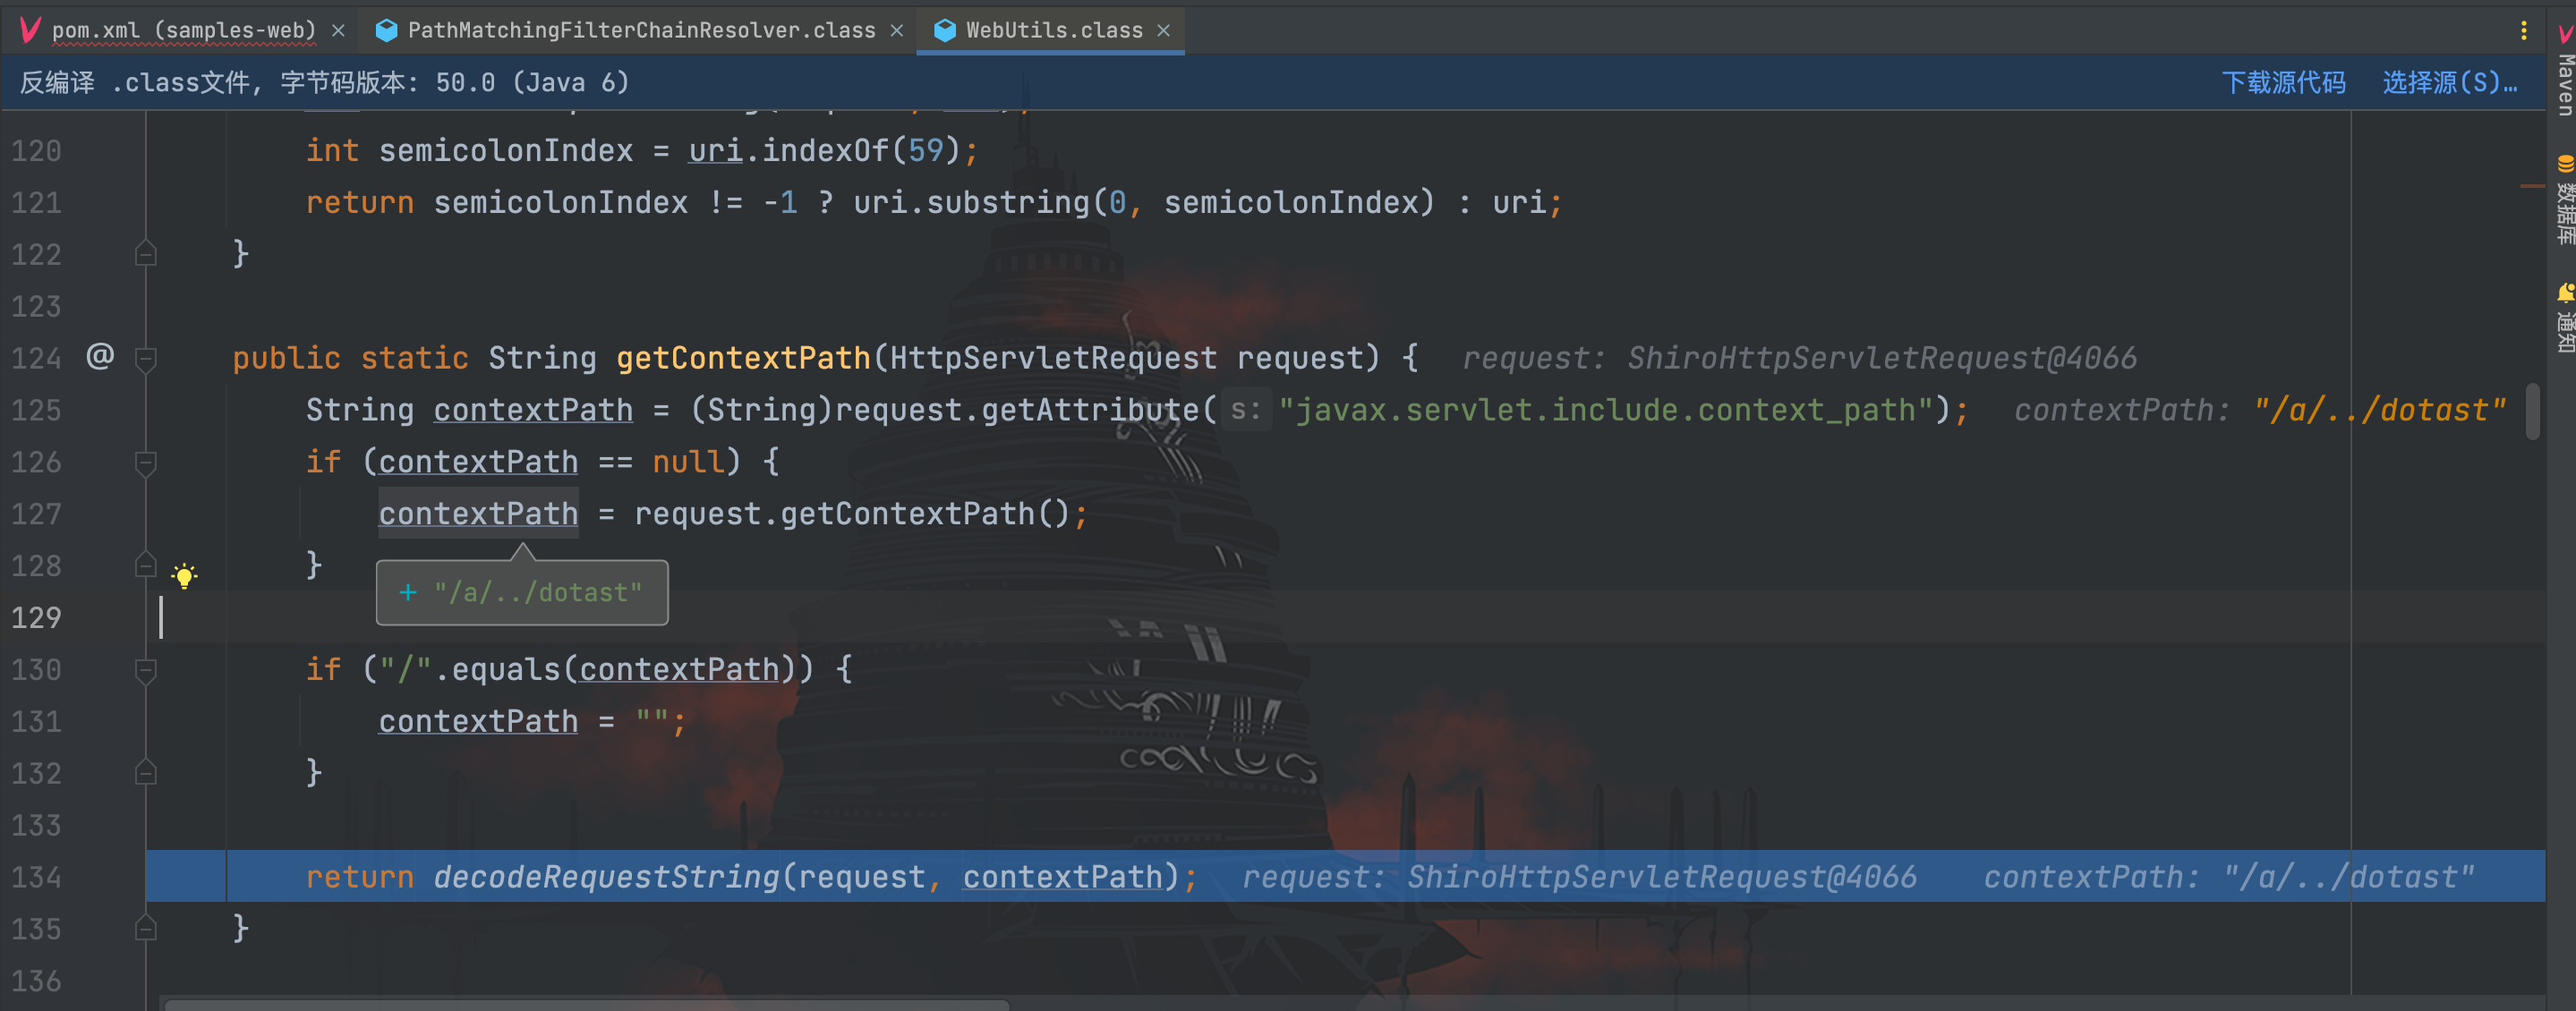 pom.xml (samples-web) PathMatchingFilterChainResolver.class WebUtils.class
反编译 .class文件, 字节码版本: 50.0 (Java 6) 下载源代码 选择源(S)…
120 int semicolonIndex = uri.indexOf(59);
121 return semicolonIndex != -1 ? uri.substring(0, semicolonIndex) : uri;
122 }
123
124 @ public static String getContextPath(HttpServletRequest request) { request: ShiroHttpServletRequest@4066
125 String contextPath = (String)request.getAttribute( s: "javax.servlet.include.context_path"); contextPath: "/a/../dotast"
126 if (contextPath == null) {
127 contextPath = request.getContextPath();
128 }
+ "/a/../dotast"
129
130 if ("/".equals(contextPath)) {
131 contextPath = "";
132 }
133
134 return decodeRequestString(request, contextPath); request: ShiroHttpServletRequest@4066 contextPath: "/a/../dotast"
135 }
136
Maven
数据库
通知